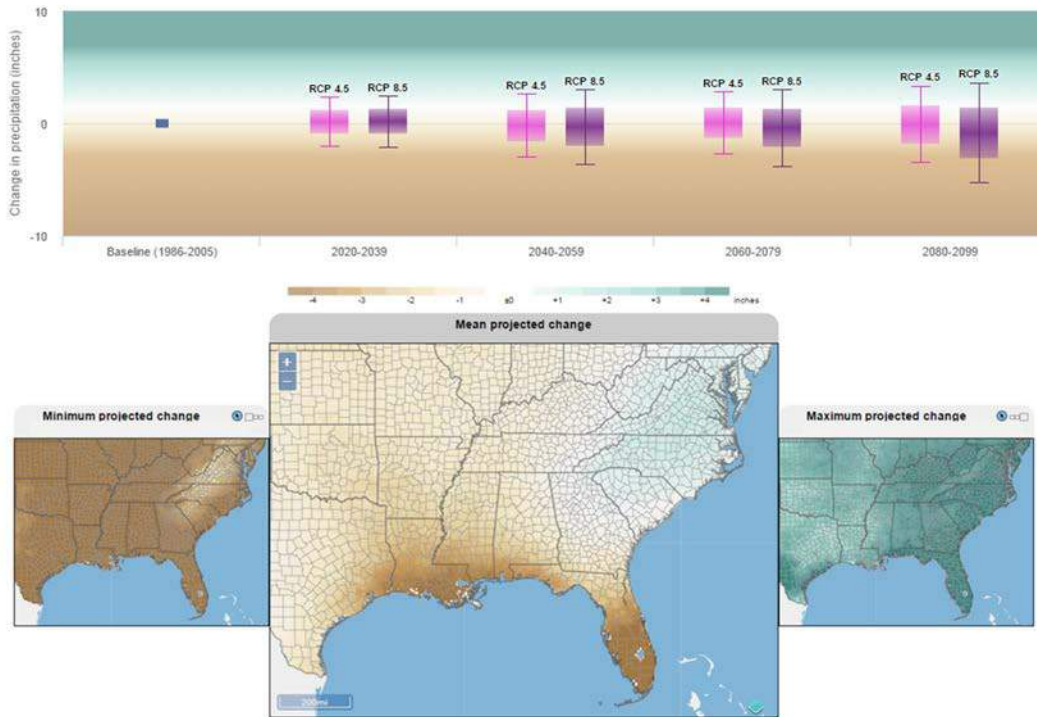 10
Change in precipitation (inches)
RCP 4.5 RCP 8.5 RCP 4.5 RCP 8.5 RCP 4.5 RCP 8.5 RCP 4.5 RCP 8.5
0
-10
Baseline (1986-2005) 2020-2039 2040-2059 2060-2079 2080-2099
-4 -3 -2 -1 ±0 +1 +2 +3 +4 inches
Mean projected change
+
−
Minimum projected change
Maximum projected change
200mi